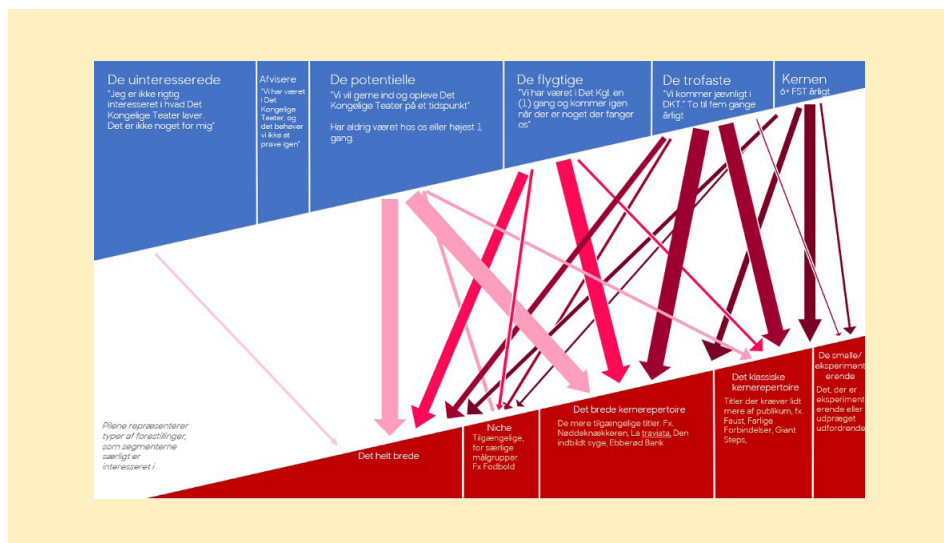 De uinteresserede
"Jeg er ikke rigtig
interesseret i hvad Det
Kongelige Teater laver.
Det er ikke noget for mig"
Afvisere
"Vi har været
i Det
Kongelige
Teater, og
det behøver
vi ikke at
prøve igen"
De potentielle
"Vi vil gerne ind og opleve Det
Kongelige Teater på et tidspunkt"
Har aldrig været hos os eller højest 1
gang.
De flygtige
"Vi har været i Det Kgl. en
(1) gang og kommer igen
når der er noget der fanger
os"
De trofaste
"Vi kommer jævnligt i
DKT." To til fem gange
årligt
Kernen
6+ FST årligt
Pilene repræsenterer
typer af forestillinger,
som segmenterne
særligt er
interesseret i
Det helt brede
Niche
Tilgængelige,
for særlige
målgrupper.
Fx Fodbold
Det brede kernerepertoire
De mere tilgængelige titler. Fx.
Nøddeknækkeren, La traviata, Den
indbildt syge, Ebberød Bank
Det klassiske
kernerepertoire
Titler der kræver lidt
mere af publikum, fx.
Faust, Farlige
Forbindelser, Giant
Steps,
De smalle/
eksperiment
erende
Det, der er
eksperiment
erende eller
udpræget
udfordrende